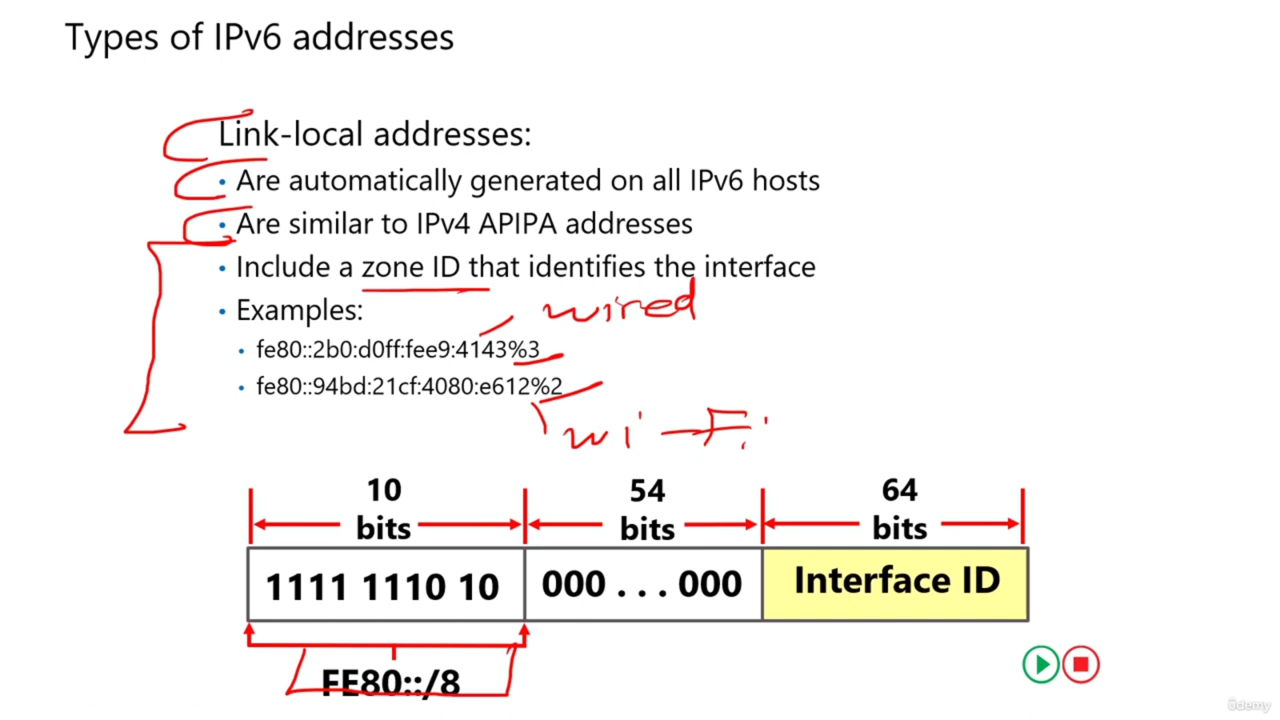 Types of IPv6 addresses
Link-local addresses:
• Are automatically generated on all IPv6 hosts
• Are similar to IPv4 APIPA addresses
• Include a zone ID that identifies the interface
• Examples:
wired
• fe80::2b0:d0ff:fee9:4143%3
• fe80::94bd:21cf:4080:e612%2
wi-Fi
10 bits
54 bits
64 bits
1111 1110 10
000 . . . 000
Interface ID
FE80::/8
ûdemy